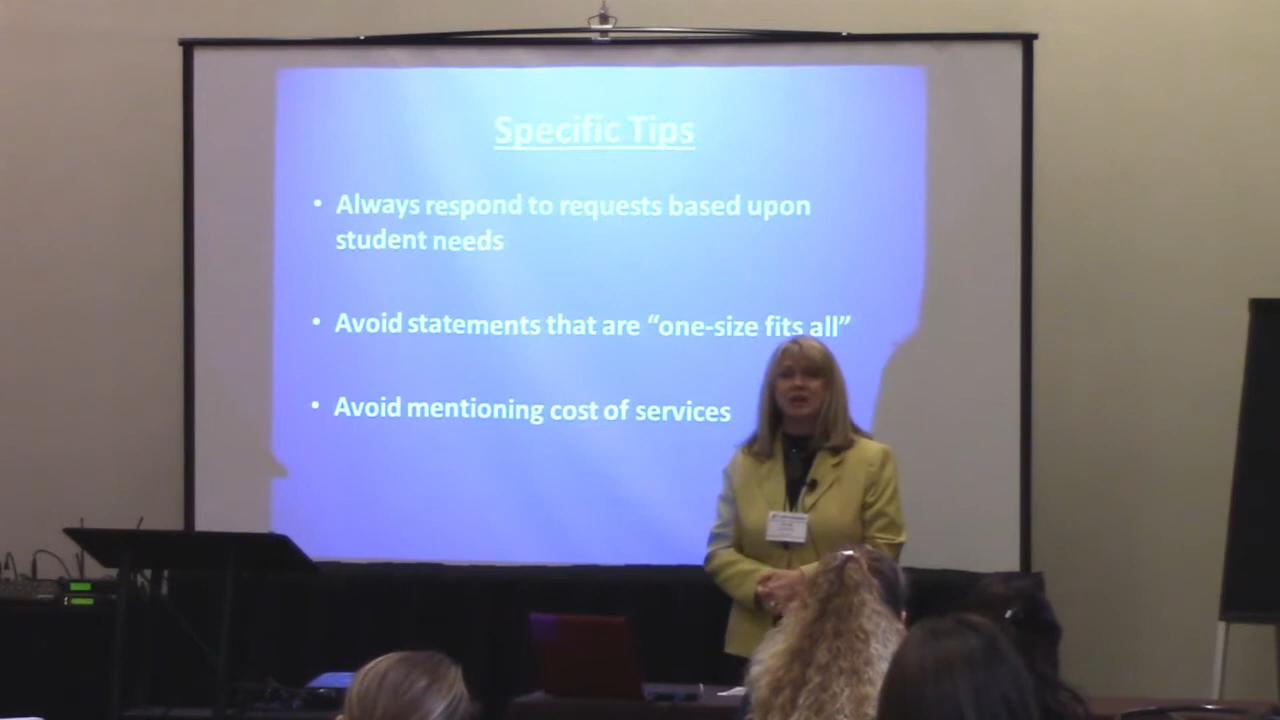 Specific Tips
• Always respond to requests based upon
student needs
• Avoid statements that are “one-size fits all”
• Avoid mentioning cost of services